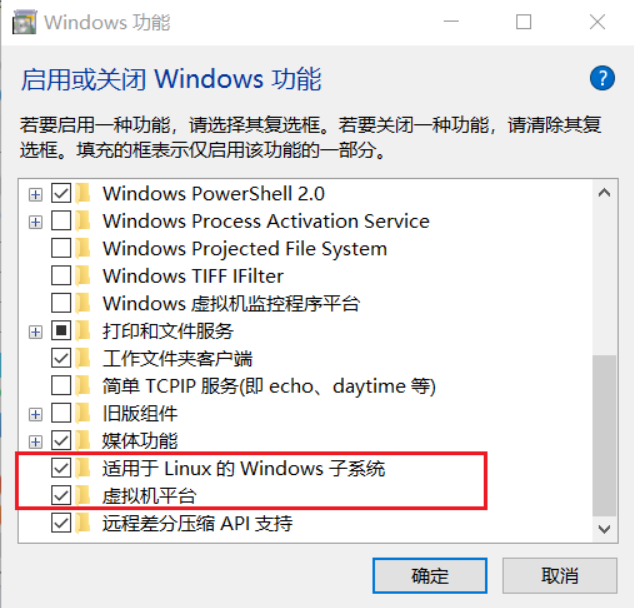 Windows 功能
启用或关闭 Windows 功能
若要启用一种功能，请选择其复选框。若要关闭一种功能，请清除其复
选框。填充的框表示仅启用该功能的一部分。
Windows PowerShell 2.0
Windows Process Activation Service
Windows Projected File System
Windows TIFF IFilter
Windows 虚拟机监控程序平台
打印和文件服务
工作文件夹客户端
简单 TCPIP 服务(即 echo、daytime 等)
旧版组件
媒体功能
适用于 Linux 的 Windows 子系统
虚拟机平台
远程差分压缩 API 支持
确定 取消